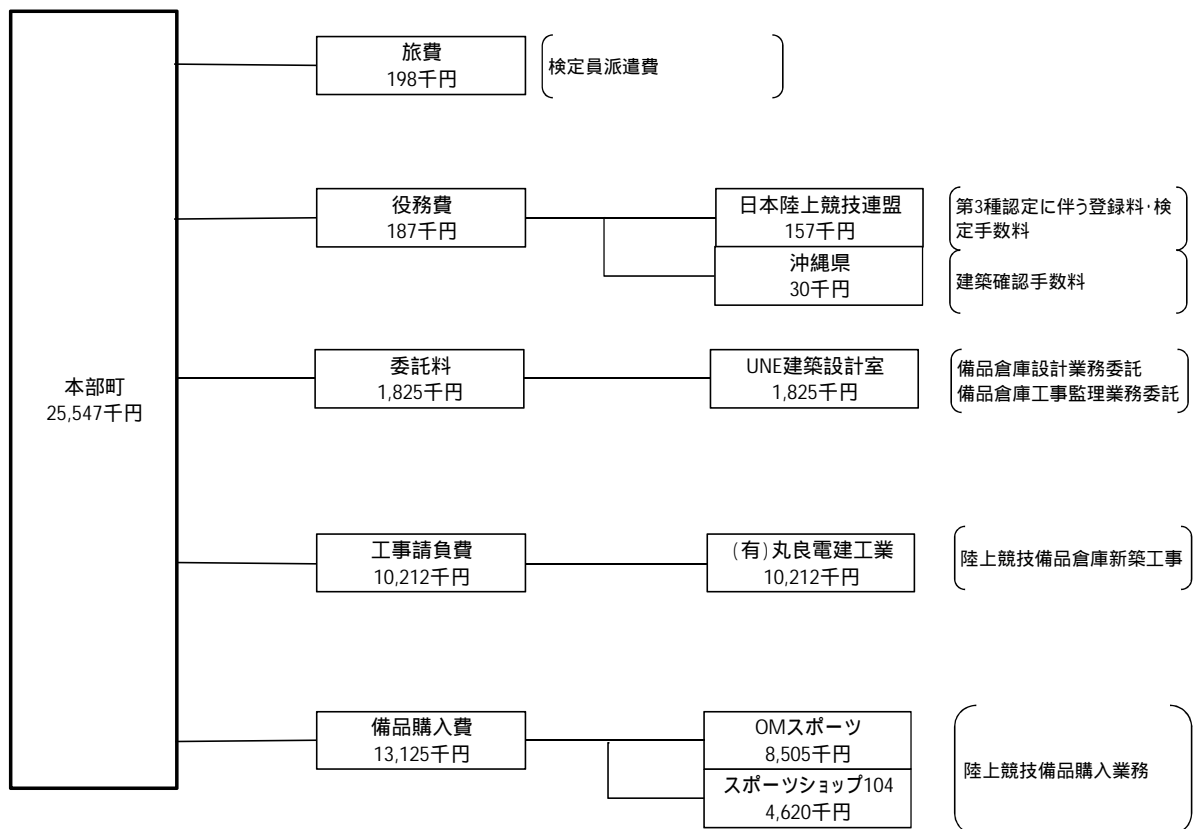 旅費
198千円
検定員派遣費
役務費
187千円
日本陸上競技連盟
157千円
第3種認定に伴う登録料・検
定手数料
沖縄県
30千円
建築確認手数料
本部町
25,547千円
委託料
1,825千円
UNE建築設計室
1,825千円
備品倉庫設計業務委託
備品倉庫工事監理業務委託
工事請負費
10,212千円
(有)丸良電建工業
10,212千円
陸上競技備品倉庫新築工事
備品購入費
13,125千円
OMスポーツ
8,505千円
スポーツショップ104
4,620千円
陸上競技備品購入業務